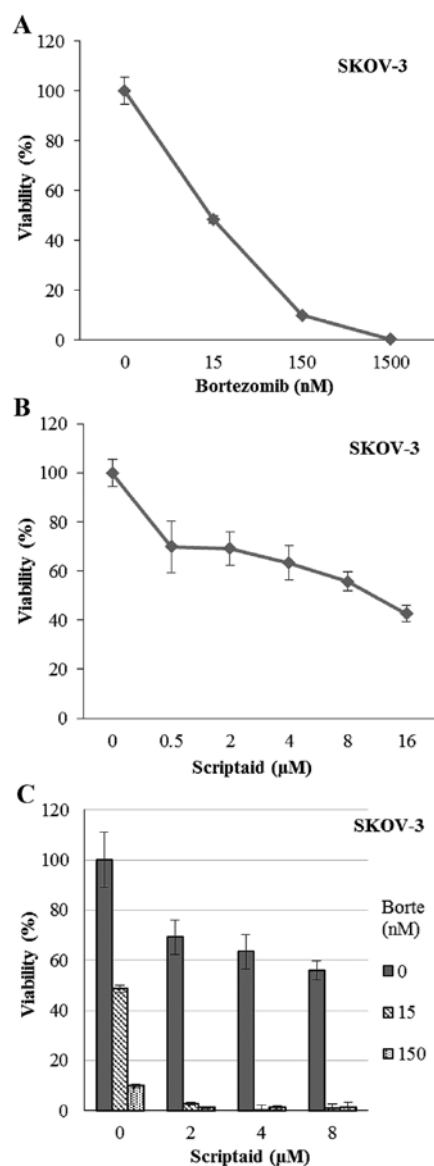 A
SKOV-3
120
100
80
60
40
20
0
Viability (%)
0 15 150 1500
Bortezomib (nM)
B
SKOV-3
120
100
80
60
40
20
0
Viability (%)
0 0.5 2 4 8 16
Scriptaid (µM)
C
SKOV-3
120
100
80
60
40
20
0
Viability (%)
Borte
(nM)
0
15
150
0 2 4 8
Scriptaid (µM)